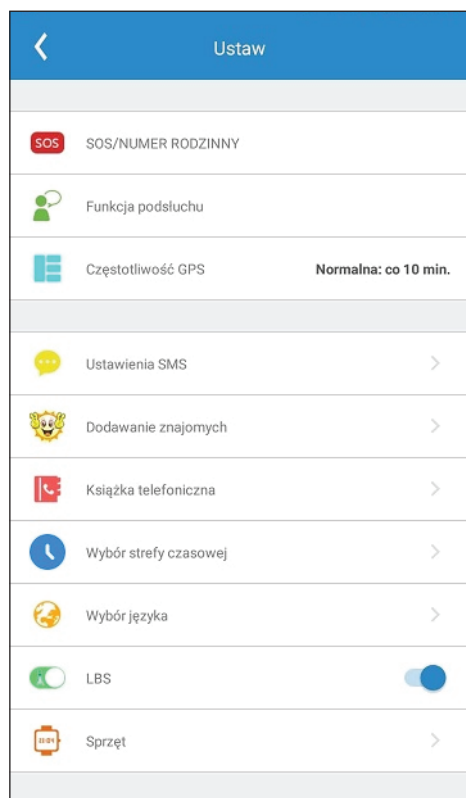 Ustaw
SOS SOS/NUMER RODZINNY
Funkcja podsłuchu
Częstotliwość GPS Normalna: co 10 min.
Ustawienia SMS
Dodawanie znajomych
Książka telefoniczna
Wybór strefy czasowej
Wybór języka
LBS
Sprzęt